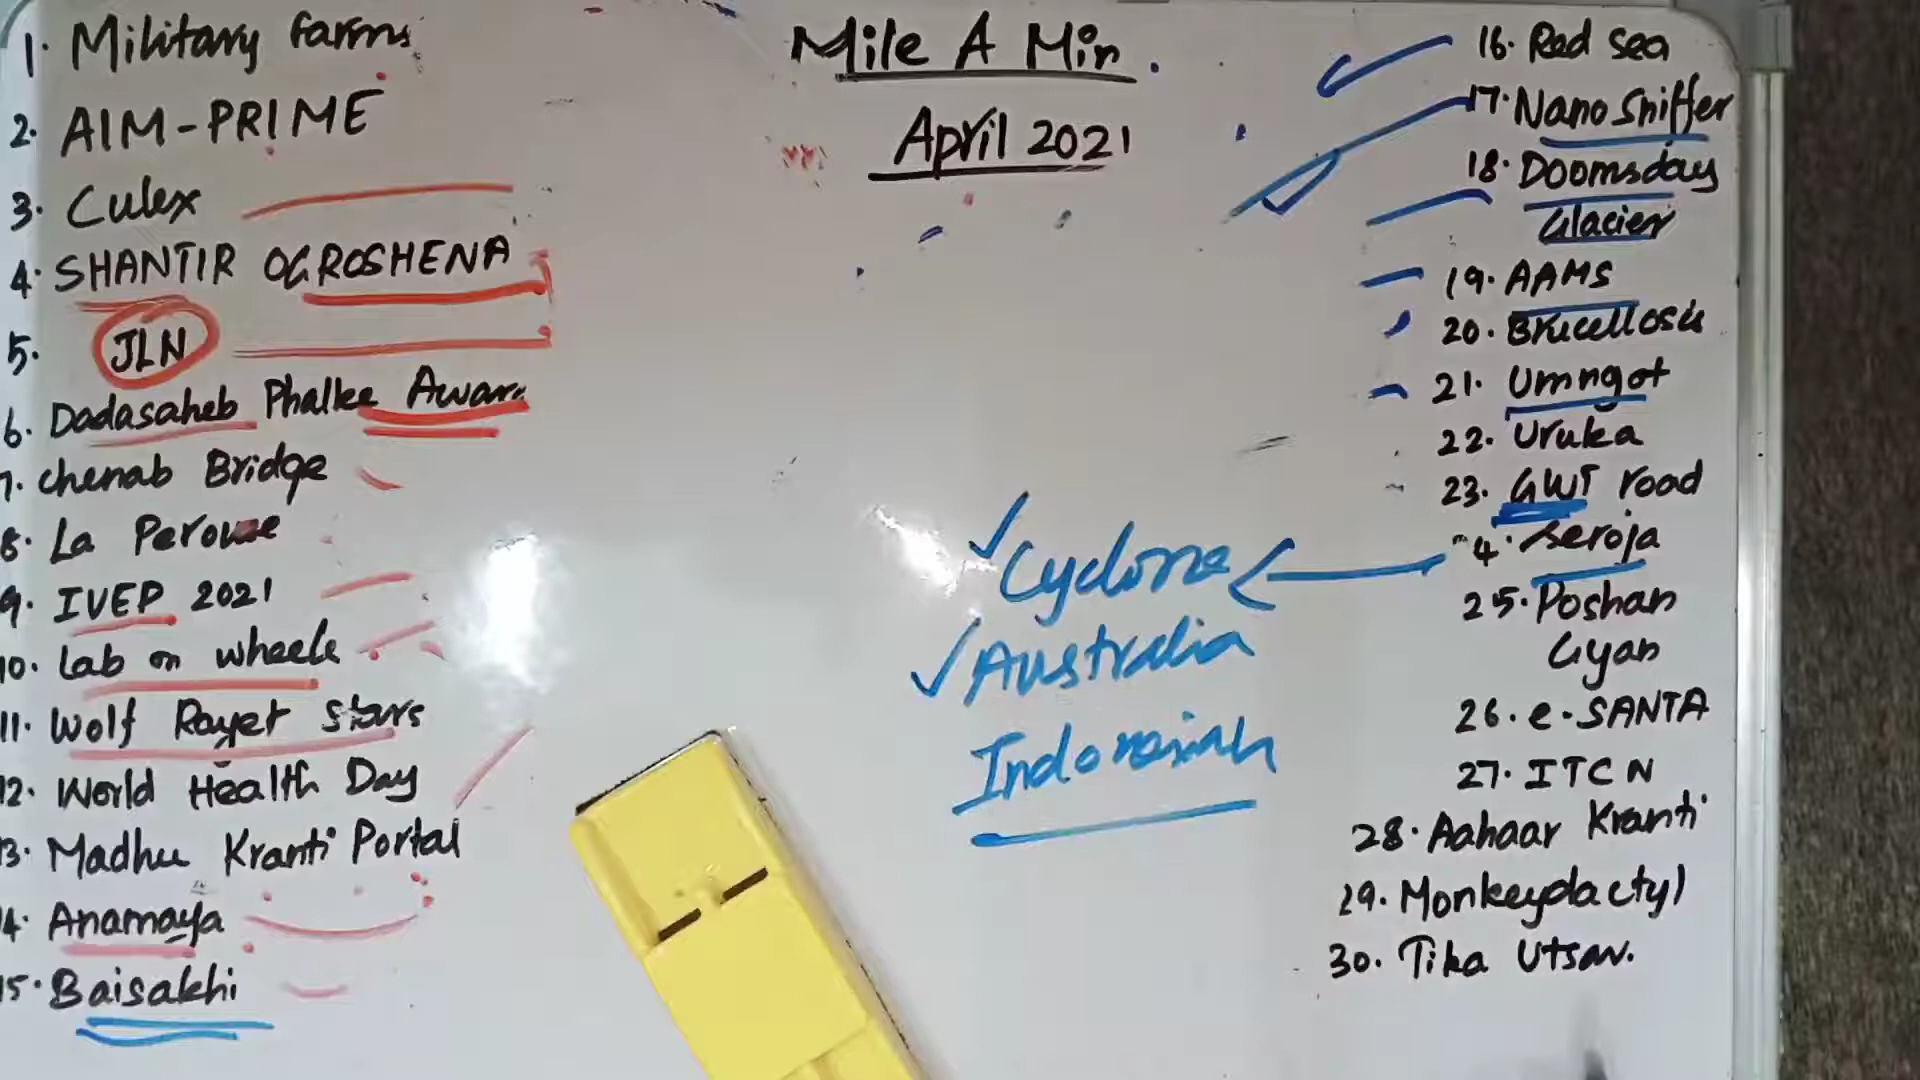 Mile A Min.
April 2021
1. Military farms
2. AIM-PRIME
3. Culex
4. SHANTIR OGROSHENA
5. JLN
6. Dadasaheb Phalke Awar
7. Chenab Bridge
8. La Perouse
9. IVEP 2021
10. Lab on wheels
11. Wolf Rayet Stars
12. World Health Day
13. Madhu Kranti Portal
14. Anamaya
15. Baisakhi
Cyclone
Australia
Indonesian
16. Red sea
17. Nano Sniffer
18. Doomsday
Glacier
19. AAMS
20. Brucellosis
21. Umngot
22. Uruka
23. GWT road
4. Seroja
25. Poshan
Gyan
26. e-SANTA
27. ITCN
28. Aahaar Kranti
29. Monkeydactyl
30. Tika Utsav.